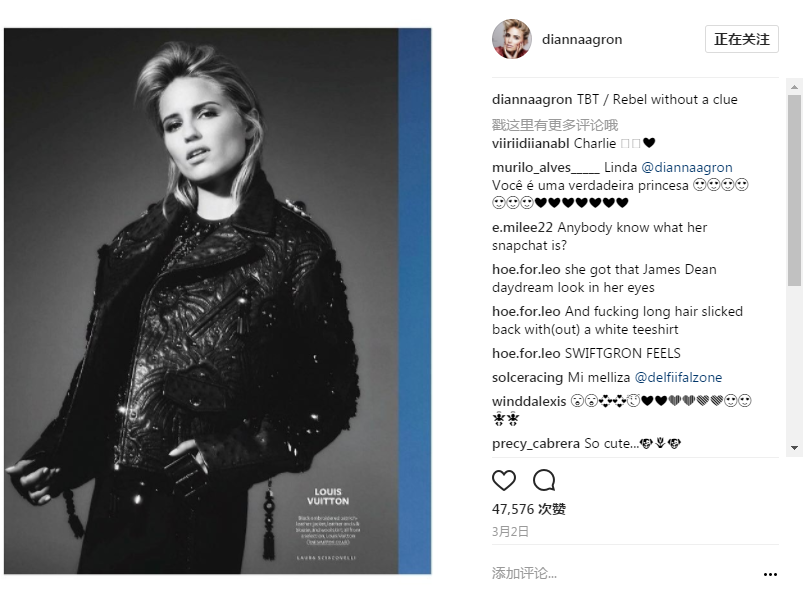 diannaagron
正在关注
diannaagron TBT / Rebel without a clue
戳这里有更多评论哦
viiriidiianabl Charlie
murilo_alves_____ Linda @diannaagron
Você é uma verdadeira princesa
e.milee22 Anybody know what her
snapchat is?
hoe.for.leo she got that James Dean
daydream look in her eyes
hoe.for.leo And fucking long hair slicked
back with(out) a white teeshirt
hoe.for.leo SWIFTGRON FEELS
solceracing Mi melliza @delfiifalzone
winddalexis
precy_cabrera So cute...
47,576 次赞
3月2日
添加评论...
LOUIS
VUITTON